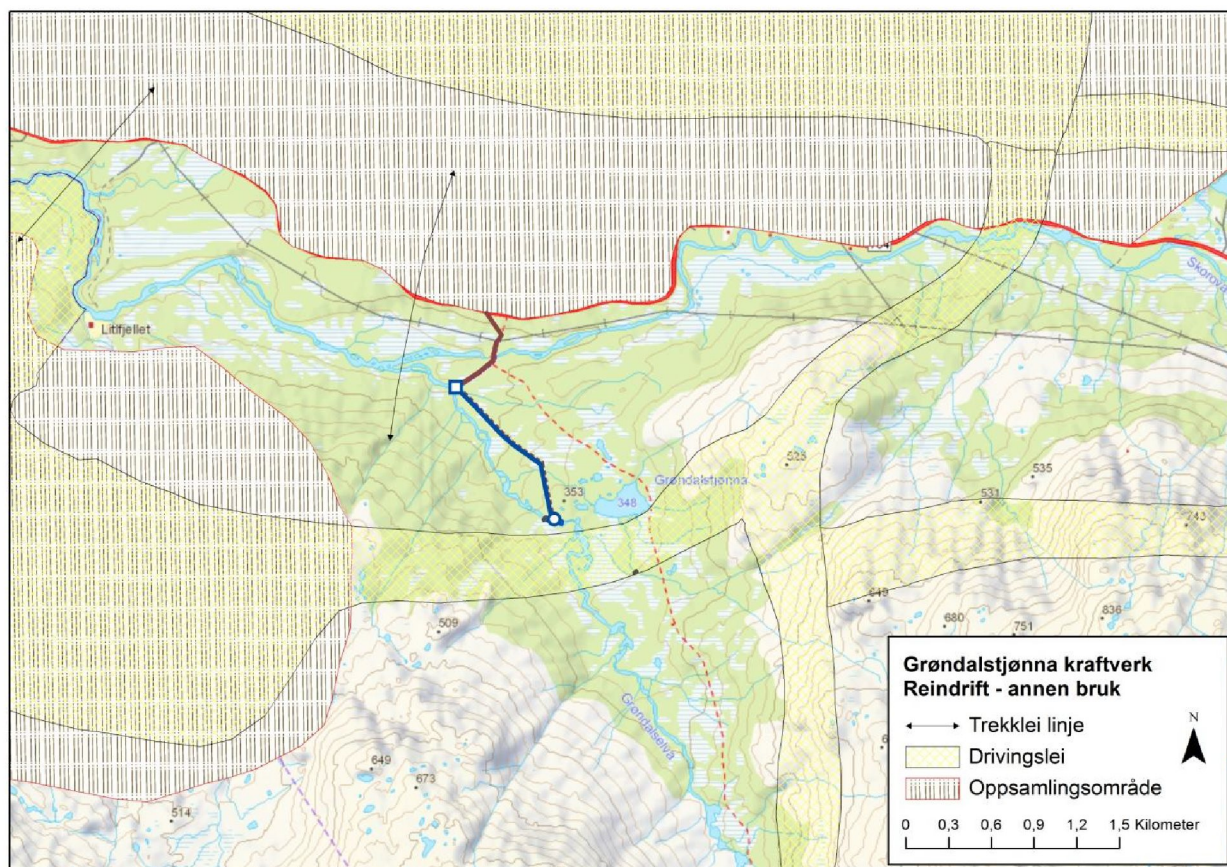 Skorova
Litlfjellet
Grøndalstjønna
353
348
523
535
531
743
509
649
680
751
836
Grøndalselva
649
673
514
Grøndalstjønna kraftverk
Reindrift - annen bruk
Trekklei linje
Drivingslei
Oppsamlingsområde
N
0 0,3 0,6 0,9 1,2 1,5 Kilometer